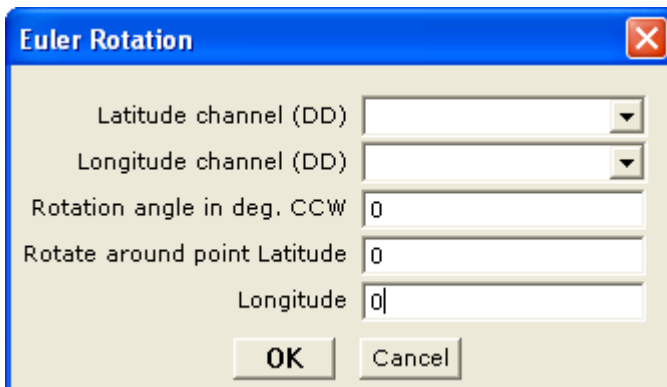 Euler Rotation
Latitude channel (DD)
Longitude channel (DD)
Rotation angle in deg. CCW 0
Rotate around point Latitude 0
Longitude 0
OK Cancel